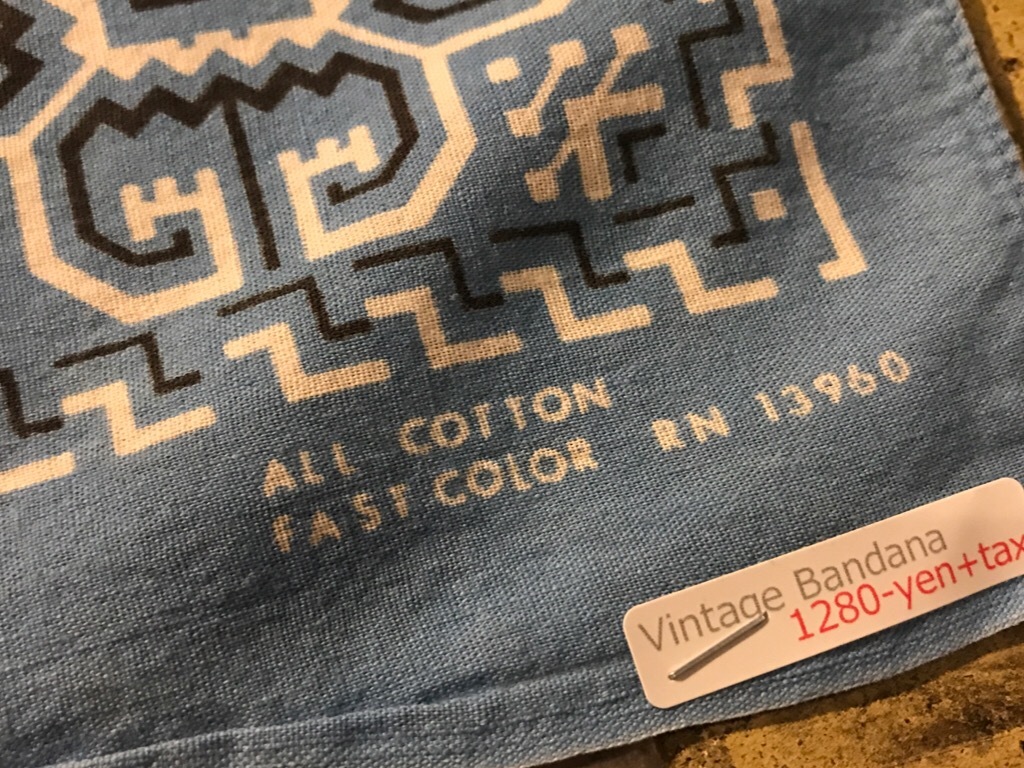 ALL COTTON
FAST COLOR RN 13960
Vintage Bandana
1280-yen+tax